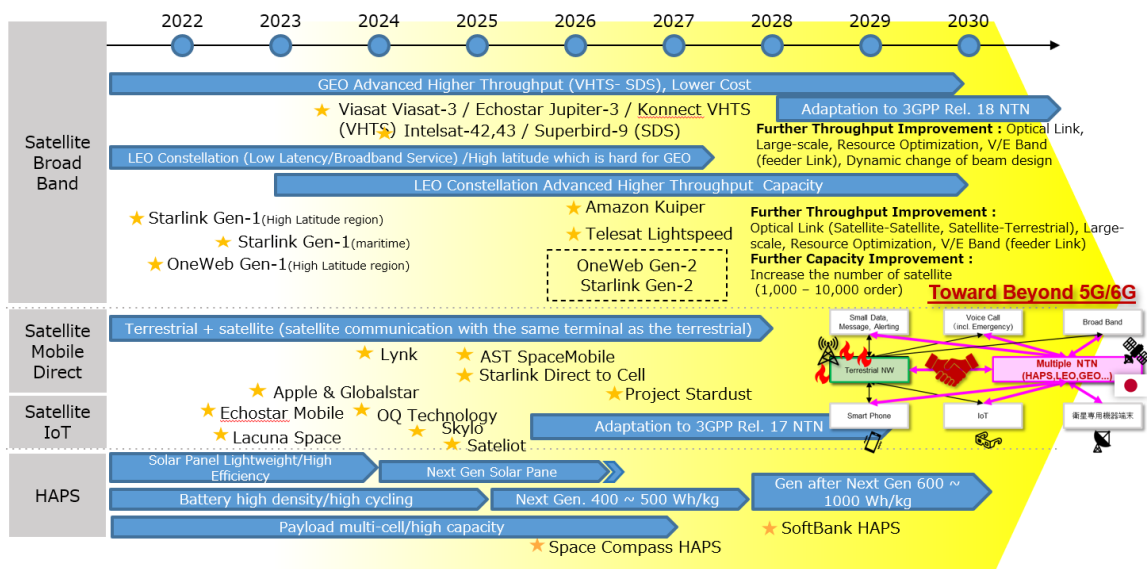 2022 2023 2024 2025 2026 2027 2028 2029 2030
Satellite
Broad
Band
GEO Advanced Higher Throughput (VHTS- SDS), Lower Cost
Viasat Viasat-3 / Echostar Jupiter-3 / Konnect VHTS
(VHTS)
Intelsat-42,43 / Superbird-9 (SDS)
Adaptation to 3GPP Rel. 18 NTN
Further Throughput Improvement : Optical Link,
Large-scale, Resource Optimization, V/E Band
(feeder Link), Dynamic change of beam design
LEO Constellation (Low Latency/Broadband Service) /High latitude which is hard for GEO
LEO Constellation Advanced Higher Throughput Capacity
Starlink Gen-1(High Latitude region)
Starlink Gen-1(maritime)
OneWeb Gen-1(High Latitude region)
Amazon Kuiper
Telesat Lightspeed
OneWeb Gen-2
Starlink Gen-2
Further Throughput Improvement :
Optical Link (Satellite-Satellite, Satellite-Terrestrial), Large-
scale, Resource Optimization, V/E Band (feeder Link)
Further Capacity Improvement :
Increase the number of satellite
(1,000 – 10,000 order)
Toward Beyond 5G/6G
Satellite
Mobile
Direct
Terrestrial + satellite (satellite communication with the same terminal as the terrestrial)
Lynk
AST SpaceMobile
Starlink Direct to Cell
Apple & Globalstar
Project Stardust
Small Data,
Message, Alerting
Voice Call
(incl. Emergency)
Broad Band
Terrestrial NW
Multiple NTN
(HAPS,LEO,GEO...)
Smart Phone
IoT
衛星専用機器端末
Satellite
IoT
Echostar Mobile
OQ Technology
Skylo
Lacuna Space
Sateliot
Adaptation to 3GPP Rel. 17 NTN
HAPS
Solar Panel Lightweight/High
Efficiency
Next Gen Solar Pane
Battery high density/high cycling
Next Gen. 400 ~ 500 Wh/kg
Gen after Next Gen 600 ~
1000 Wh/kg
Payload multi-cell/high capacity
SoftBank HAPS
Space Compass HAPS